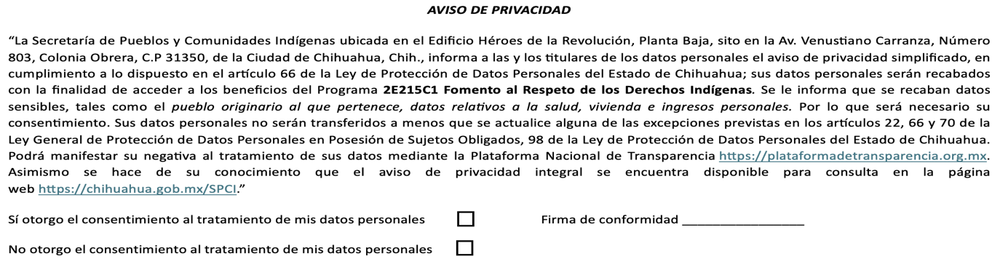 AVISO DE PRIVACIDAD
“La Secretaría de Pueblos y Comunidades Indígenas ubicada en el Edificio Héroes de la Revolución, Planta Baja, sito en la Av. Venustiano Carranza, Número
803, Colonia Obrera, C.P 31350, de la Ciudad de Chihuahua, Chih., informa a las y los titulares de los datos personales el aviso de privacidad simplificado, en
cumplimiento a lo dispuesto en el artículo 66 de la Ley de Protección de Datos Personales del Estado de Chihuahua; sus datos personales serán recabados
con la finalidad de acceder a los beneficios del Programa 2E215C1 Fomento al Respeto de los Derechos Indígenas. Se le informa que se recaban datos
sensibles, tales como el pueblo originario al que pertenece, datos relativos a la salud, vivienda e ingresos personales. Por lo que será necesario su
consentimiento. Sus datos personales no serán transferidos a menos que se actualice alguna de las excepciones previstas en los artículos 22, 66 y 70 de la
Ley General de Protección de Datos Personales en Posesión de Sujetos Obligados, 98 de la Ley de Protección de Datos Personales del Estado de Chihuahua.
Podrá manifestar su negativa al tratamiento de sus datos mediante la Plataforma Nacional de Transparencia https://plataformadetransparencia.org.mx.
Asimismo se hace de su conocimiento que el aviso de privacidad integral se encuentra disponible para consulta en la página
web https://chihuahua.gob.mx/SPCI.”
Sí otorgo el consentimiento al tratamiento de mis datos personales Firma de conformidad _________________
No otorgo el consentimiento al tratamiento de mis datos personales